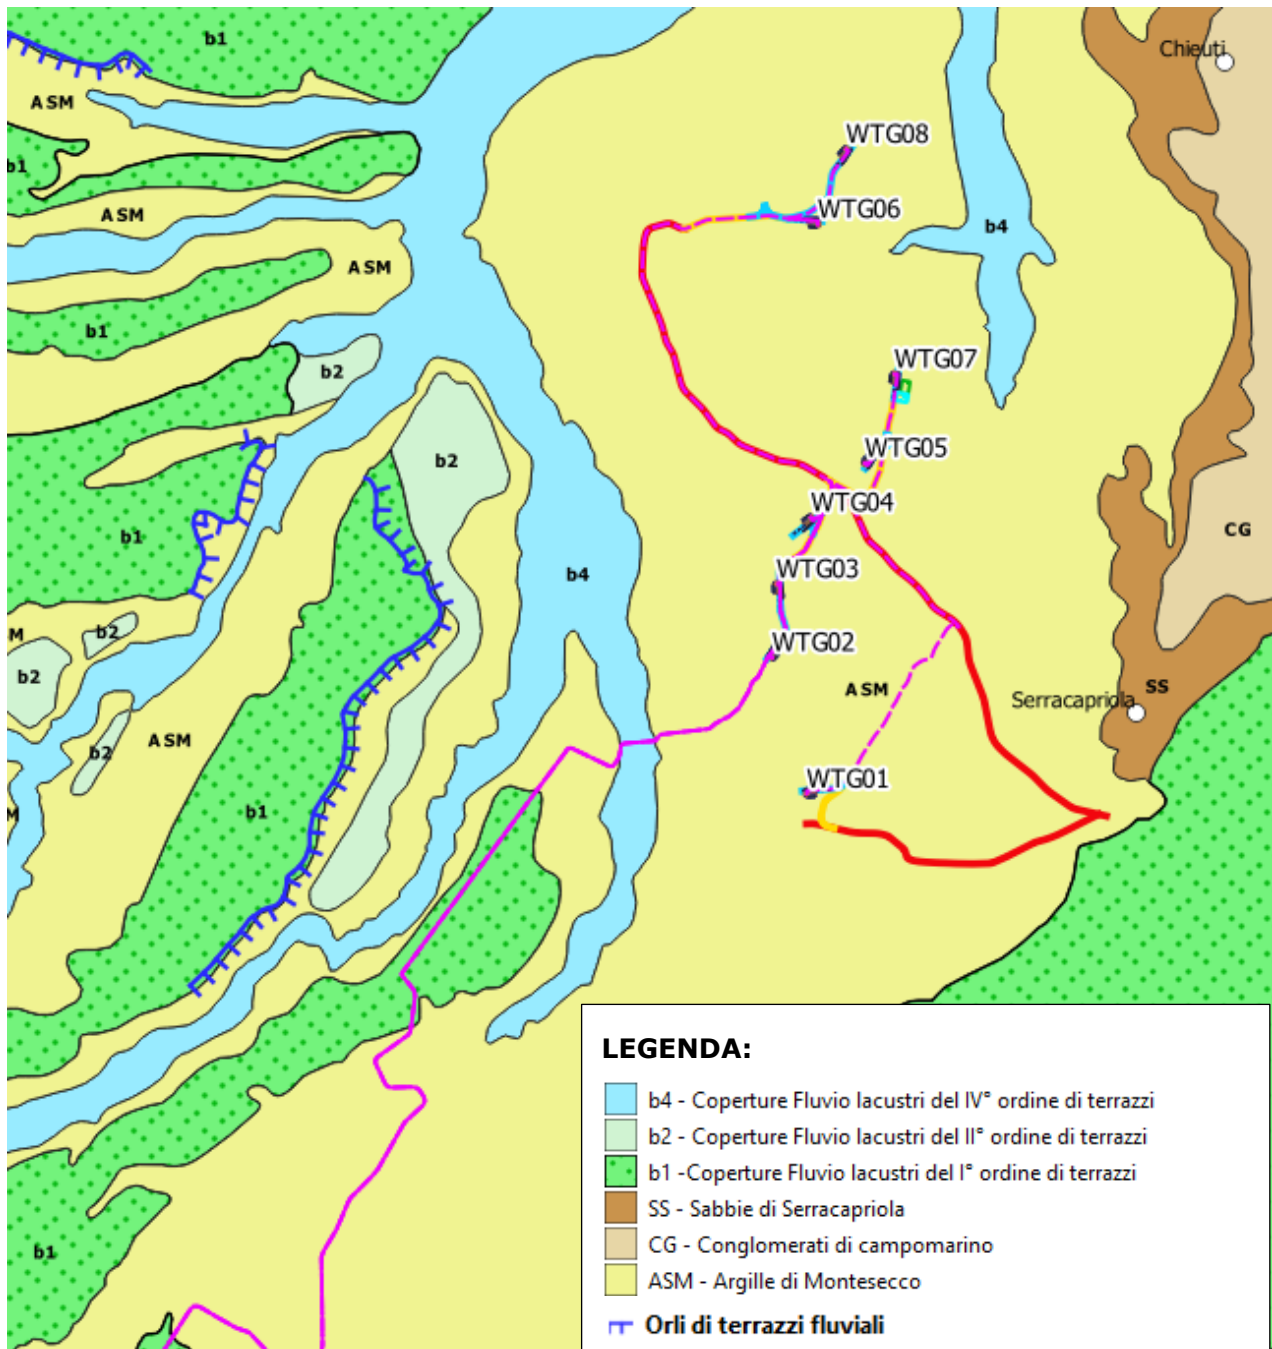 b1
Chieuti
ASM
WTG08
b1
ASM
WTG06
b4
ASM
b1
WTG07
b2
WTG05
b2
WTG04
b1
CG
WTG03
b4
b2
M
WTG02
b2
ASM
SS
Serracapriola
ASM
b2
WTG01
M
b1
b1
LEGENDA:
b4 - Coperture Fluvio lacustri del IV° ordine di terrazzi
b2 - Coperture Fluvio lacustri del II° ordine di terrazzi
b1 -Coperture Fluvio lacustri del I° ordine di terrazzi
SS - Sabbie di Serracapriola
CG - Conglomerati di campomarino
ASM - Argille di Montesecco
Orli di terrazzi fluviali